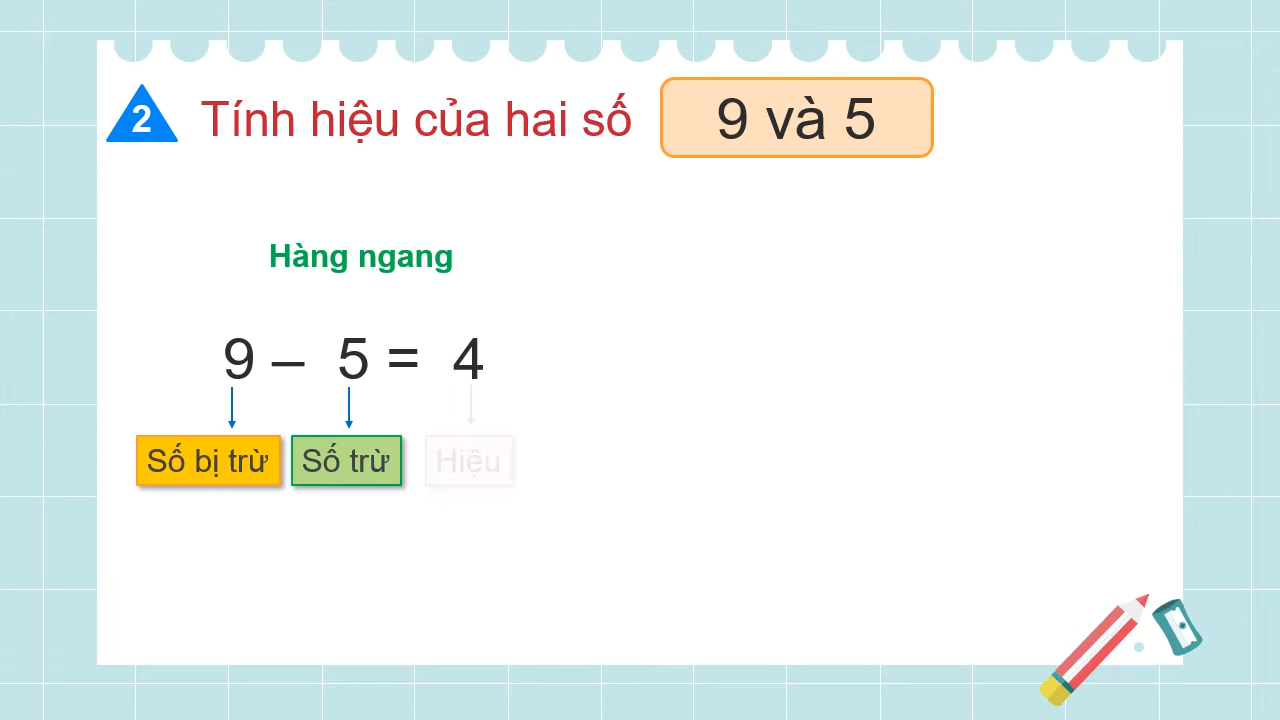 2 Tính hiệu của hai số 9 và 5
Hàng ngang
9 – 5 = 4
Số bị trừ Số trừ Hiệu